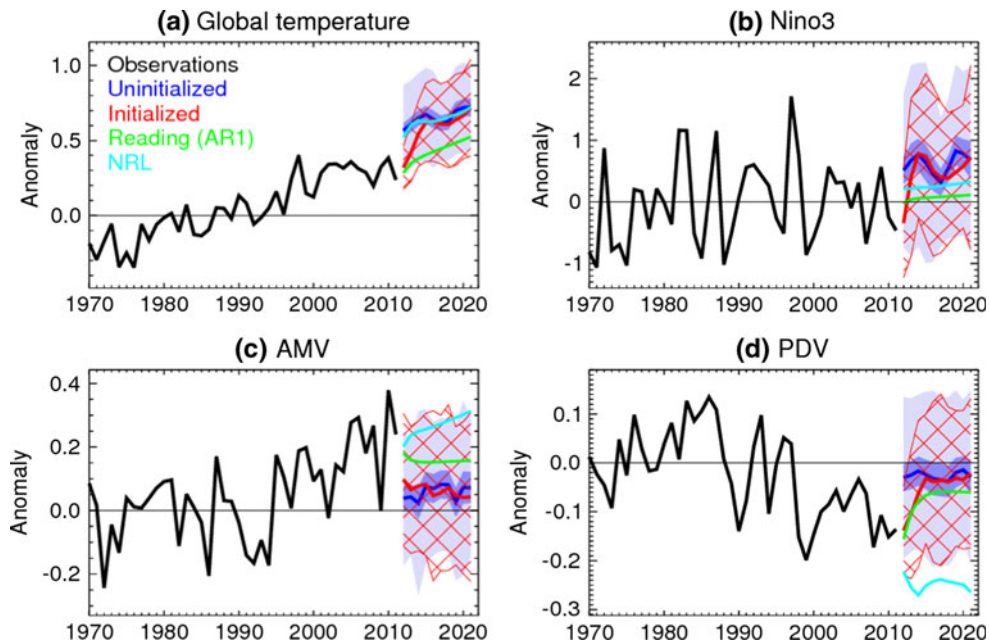 (a) Global temperature
Anomaly
1.0
0.5
0.0
Observations
Uninitialized
Initialized
Reading (AR1)
NRL
1970 1980 1990 2000 2010 2020
(b) Nino3
Anomaly
2
1
0
-1
1970 1980 1990 2000 2010 2020
(c) AMV
Anomaly
0.4
0.2
0.0
-0.2
1970 1980 1990 2000 2010 2020
(d) PDV
Anomaly
0.1
0.0
-0.1
-0.2
-0.3
1970 1980 1990 2000 2010 2020